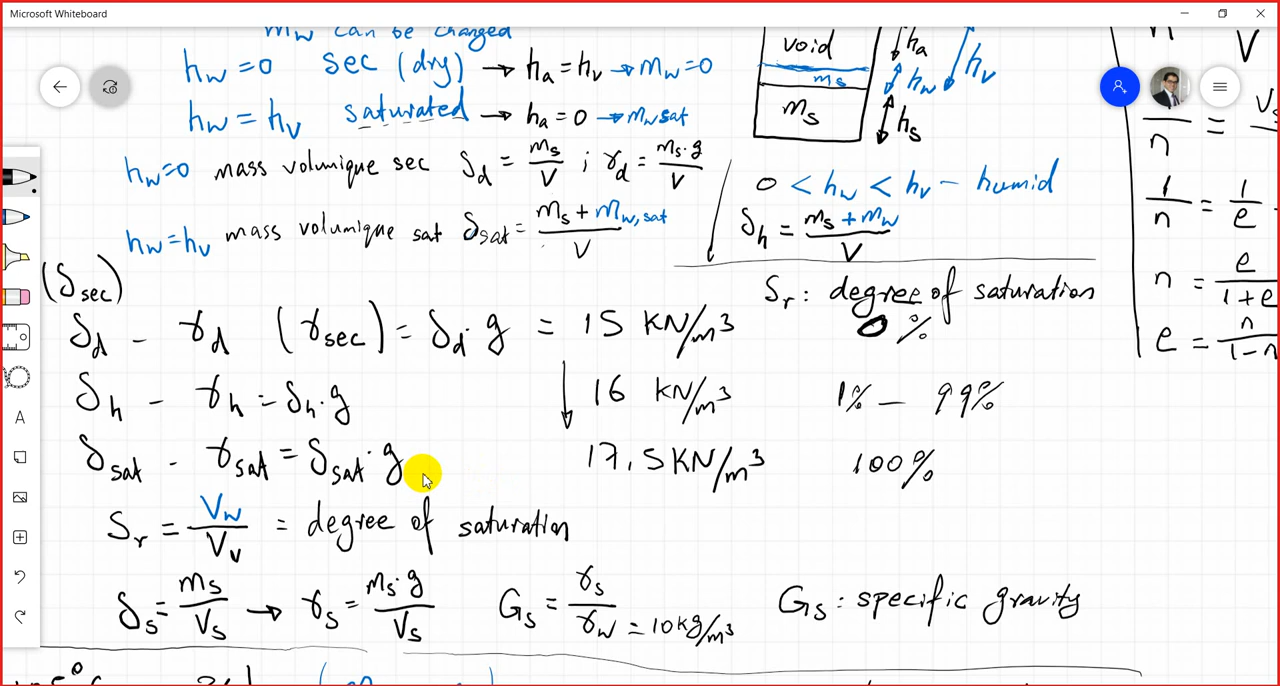 Microsoft Whiteboard
mw can be changed
hw = 0 sec (dry) → ha = hv → mw = 0
hw = hv saturated → ha = 0 → mw sat
void
ms
ms
ha
hw
hs
hv
hw=0 mass volumique sec δd = ms/V ; γd = ms·g/V
0 < hw < hv – humid
hw=hv mass volumique sat δsat = ms + mw,sat/V
δh = ms + mw/V
(δsec)
Sr : degree of saturation
δd – γd (γsec) = δd·g = 15 KN/m³ 0%
δh – γh = δh·g 16 KN/m³ 1% – 99%
δsat – γsat = δsat·g 17.5KN/m³ 100%
Sr = Vw/Vv = degree of saturation
δs = ms/Vs → γs = ms·g/Vs Gs = γs/γw = 10kg/m³ Gs : specific gravity
V
n
1/n = 1/e
n = e/1+e
e = n/1-n
A